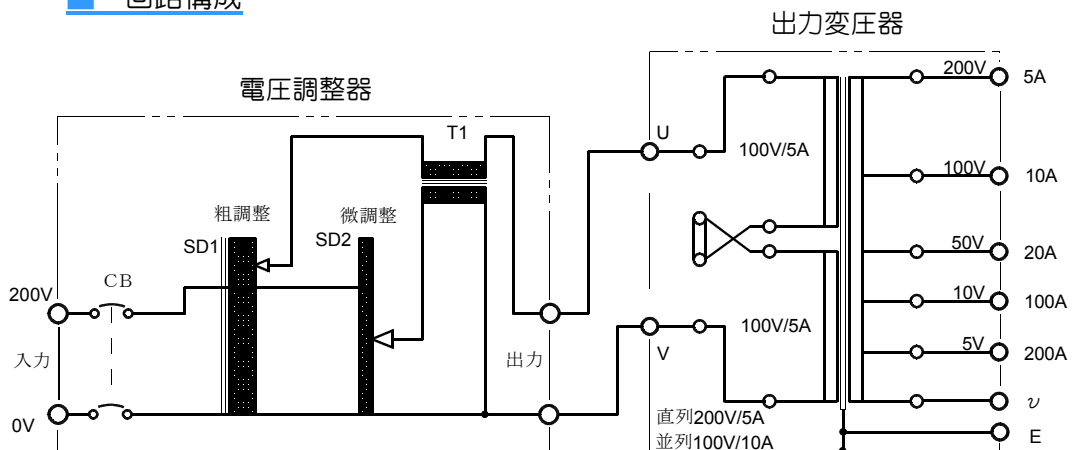 回路構成
出力変圧器
電圧調整器
200V
5A
T1
U
100V/5A
100V
10A
粗調整
微調整
SD1
SD2
50V
20A
CB
200V
10V
100A
入力
出力
100V/5A
V
5V
200A
0V
直列200V/5A
並列100V/10A
υ
E